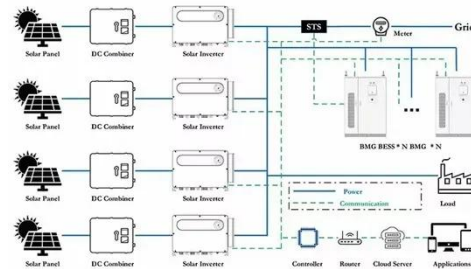 STS
Grid
Meter
Solar Panel
DC Combiner
Solar Inverter
Solar Panel
DC Combiner
Solar Inverter
BMG BESS * N BMG * N
Solar Panel
DC Combiner
Solar Inverter
Power
Communication
Load
Solar Panel
DC Combiner
Solar Inverter
Controller
Router
Cloud Server
Applications